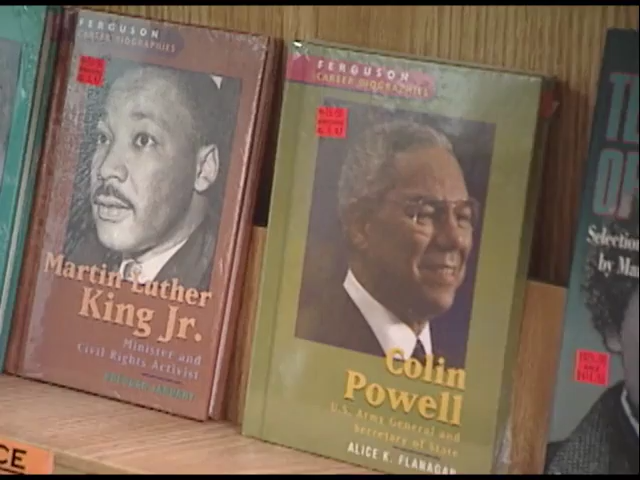 FERGUSON
CAREER BIOGRAPHIES
Martin Luther
King Jr.
Minister and
Civil Rights Activist
FERGUSON
CAREER BIOGRAPHIES
Colin
Powell
U.S. Army General and
Secretary of State
ALICE K. FLANAGAN
Selection
by Ma
CE